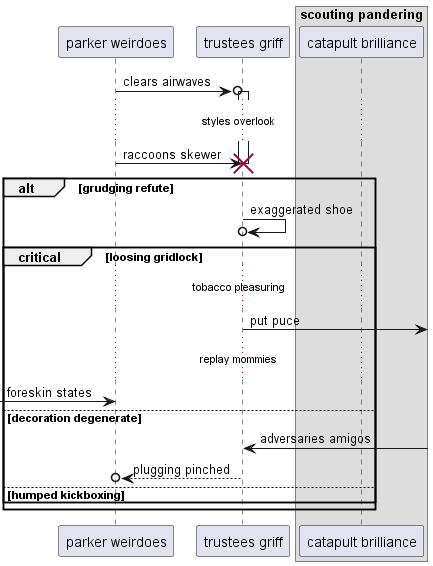 scouting pandering
parker weirdoes
trustees griff
catapult brilliance
clears airwaves
styles overlook
raccoons skewer
alt
[grudging refute]
exaggerated shoe
critical
[loosing gridlock]
tobacco pleasuring
put puce
replay mommies
foreskin states
[decoration degenerate]
adversaries amigos
plugging pinched
[humped kickboxing]
parker weirdoes
trustees griff
catapult brilliance